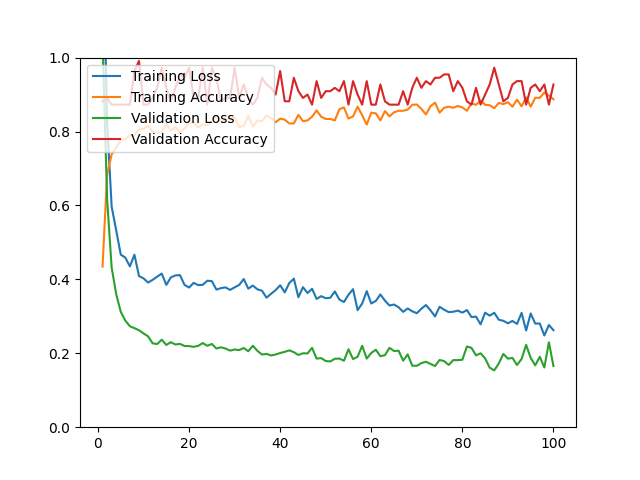 1.0
0.8
0.6
0.4
0.2
0.0
Training Loss
Training Accuracy
Validation Loss
Validation Accuracy
0 20 40 60 80 100